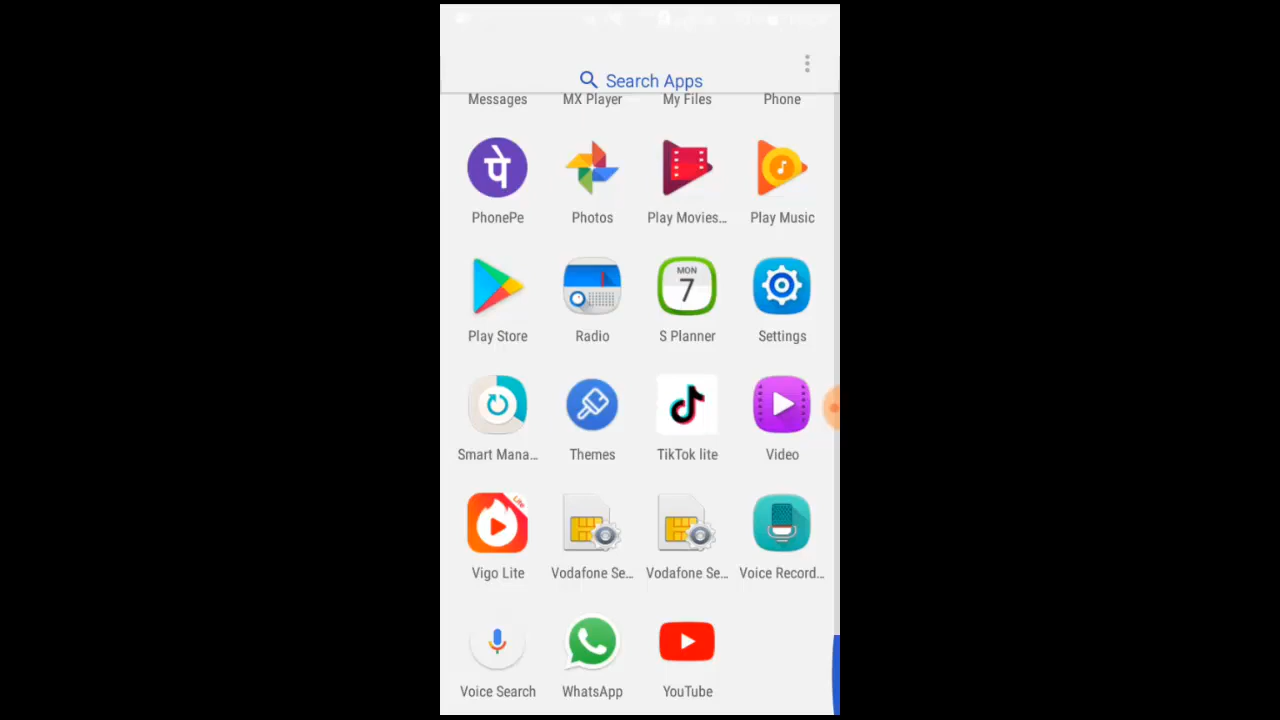 Search Apps
Messages MX Player My Files Phone
पे
PhonePe Photos Play Movies... Play Music
MON
7
Play Store Radio S Planner Settings
Smart Mana... Themes TikTok lite Video
Lite
Vigo Lite Vodafone Se... Vodafone Se... Voice Record...
Voice Search WhatsApp YouTube